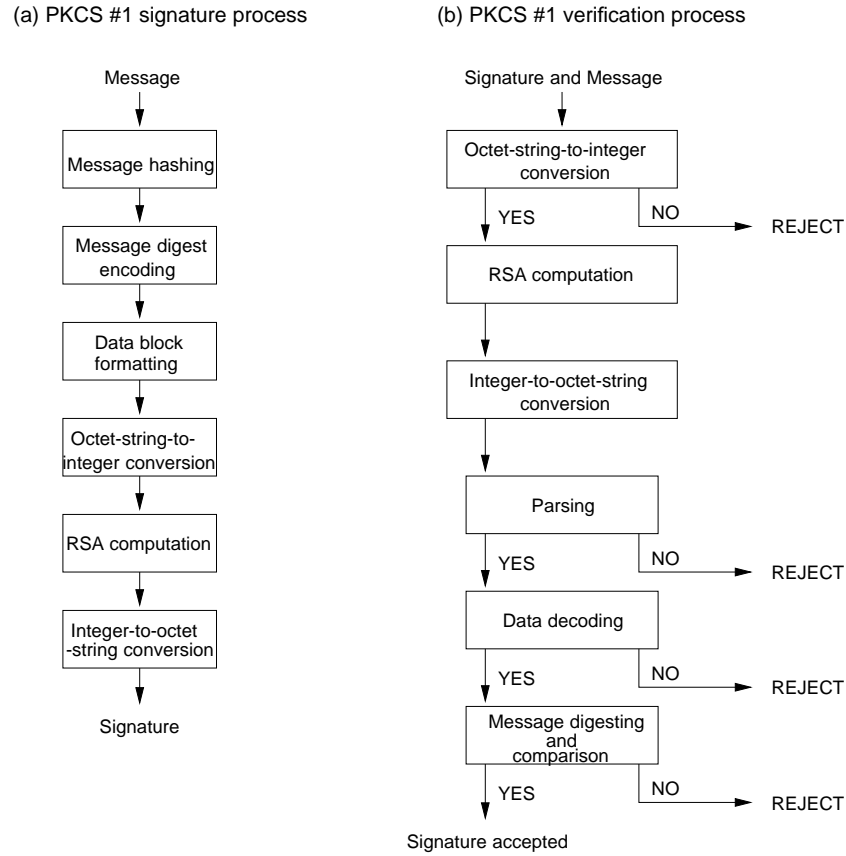 (a) PKCS #1 signature process
Message
Message hashing
Message digest
encoding
Data block
formatting
Octet-string-to-
integer conversion
RSA computation
Integer-to-octet
-string conversion
Signature
(b) PKCS #1 verification process
Signature and Message
Octet-string-to-integer
conversion
YES
NO
REJECT
RSA computation
Integer-to-octet-string
conversion
Parsing
YES
NO
REJECT
Data decoding
YES
NO
REJECT
Message digesting
and
comparison
YES
NO
REJECT
Signature accepted